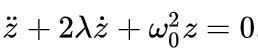 z̈ + 2λż + ω₀²z = 0.